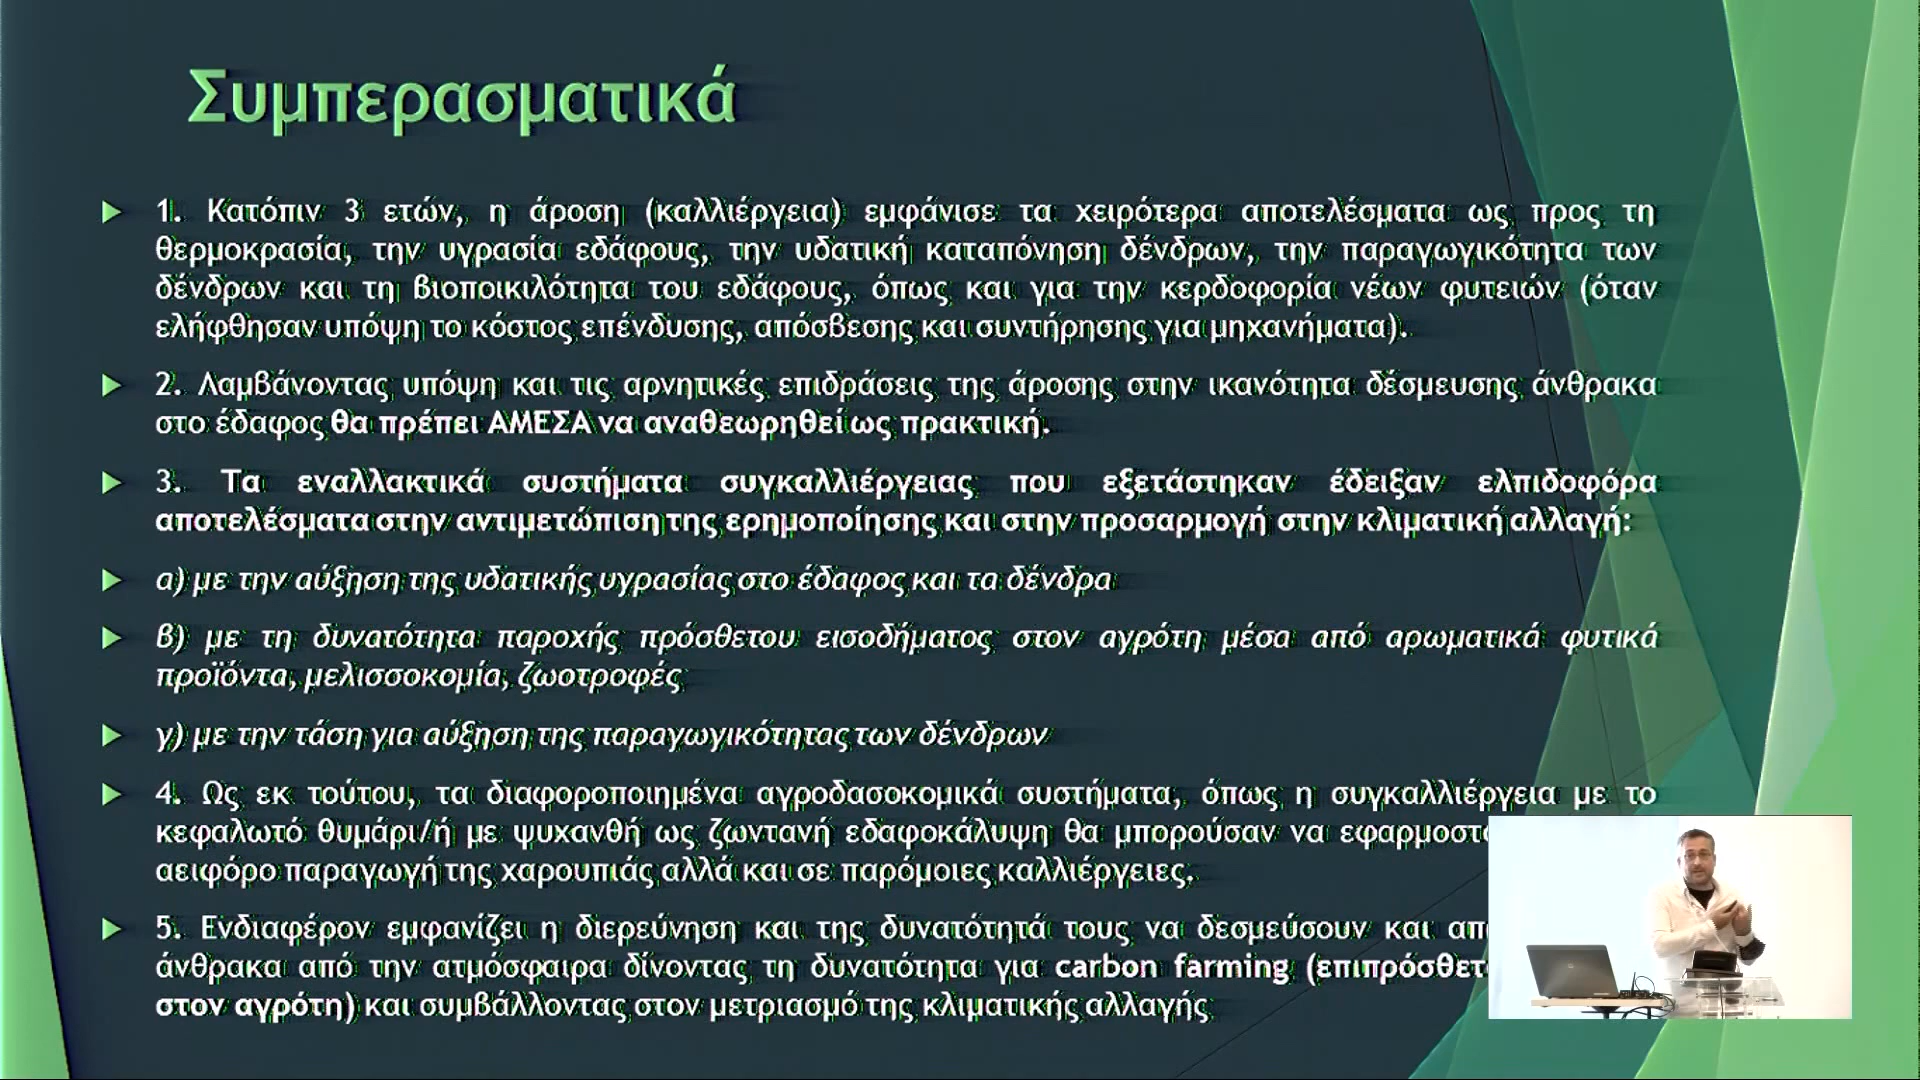 Συμπερασματικά
1. Κατόπιν 3 ετών, η άροση (καλλιέργεια) εμφάνισε τα χειρότερα αποτελέσματα ως προς τη
θερμοκρασία, την υγρασία εδάφους, την υδατική καταπόνηση δένδρων, την παραγωγικότητα των
δένδρων και τη βιοποικιλότητα του εδάφους, όπως και για την κερδοφορία νέων φυτειών (όταν
ελήφθησαν υπόψη το κόστος επένδυσης, απόσβεσης και συντήρησης για μηχανήματα).
2. Λαμβάνοντας υπόψη και τις αρνητικές επιδράσεις της άροσης στην ικανότητα δέσμευσης άνθρακα
στο έδαφος θα πρέπει ΑΜΕΣΑ να αναθεωρηθεί ως πρακτική.
3. Τα εναλλακτικά συστήματα συγκαλλιέργειας που εξετάστηκαν έδειξαν ελπιδοφόρα
αποτελέσματα στην αντιμετώπιση της ερημοποίησης και στην προσαρμογή στην κλιματική αλλαγή:
α) με την αύξηση της υδατικής υγρασίας στο έδαφος και τα δένδρα
β) με τη δυνατότητα παροχής πρόσθετου εισοδήματος στον αγρότη μέσα από αρωματικά φυτικά
προϊόντα, μελισσοκομία, ζωοτροφές
γ) με την τάση για αύξηση της παραγωγικότητας των δένδρων
4. Ως εκ τούτου, τα διαφοροποιημένα αγροδασοκομικά συστήματα, όπως η συγκαλλιέργεια με το
κεφαλωτό θυμάρι/ή με ψυχανθή ως ζωντανή εδαφοκάλυψη θα μπορούσαν να
αειφόρο παραγωγή της χαρουπιάς αλλά και σε παρόμοιες καλλιέργειες.
5. Ενδιαφέρον εμφανίζει η διερεύνηση και της δυνατότητά τους να δεσμεύσουν και
άνθρακα από την ατμόσφαιρα δίνοντας τη δυνατότητα για carbon farming
στον αγρότη) και συμβάλλοντας στον μετριασμό της κλιματικής αλλαγής